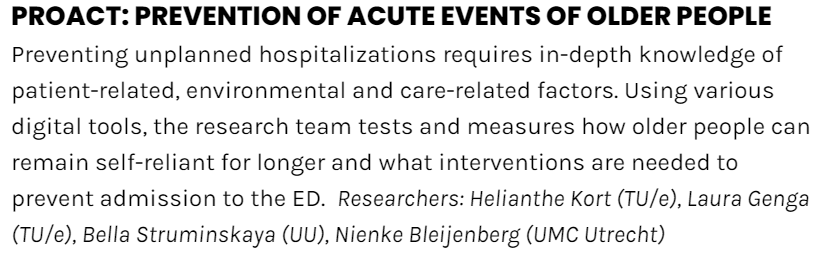 PROACT: PREVENTION OF ACUTE EVENTS OF OLDER PEOPLE
Preventing unplanned hospitalizations requires in-depth knowledge of
patient-related, environmental and care-related factors. Using various
digital tools, the research team tests and measures how older people can
remain self-reliant for longer and what interventions are needed to
prevent admission to the ED. Researchers: Helianthe Kort (TU/e), Laura Genga
(TU/e), Bella Struminskaya (UU), Nienke Bleijenberg (UMC Utrecht)